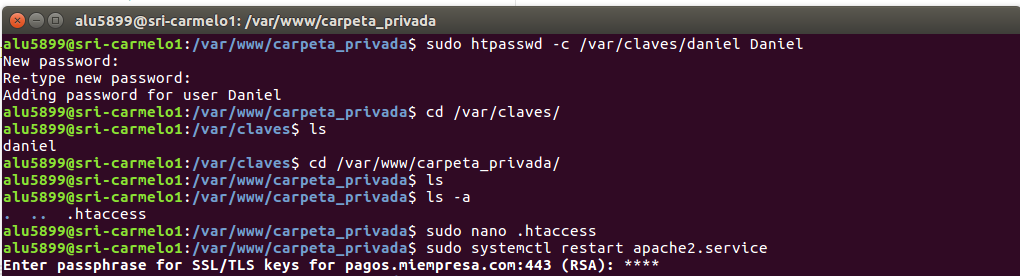 alu5899@sri-carmelo1: /var/www/carpeta_privada
alu5899@sri-carmelo1:/var/www/carpeta_privada$ sudo htpasswd -c /var/claves/daniel Daniel
New password:
Re-type new password:
Adding password for user Daniel
alu5899@sri-carmelo1:/var/www/carpeta_privada$ cd /var/claves/
alu5899@sri-carmelo1:/var/claves$ ls
daniel
alu5899@sri-carmelo1:/var/claves$ cd /var/www/carpeta_privada/
alu5899@sri-carmelo1:/var/www/carpeta_privada$ ls
alu5899@sri-carmelo1:/var/www/carpeta_privada$ ls -a
.  ..  .htaccess
alu5899@sri-carmelo1:/var/www/carpeta_privada$ sudo nano .htaccess
alu5899@sri-carmelo1:/var/www/carpeta_privada$ sudo systemctl restart apache2.service
Enter passphrase for SSL/TLS keys for pagos.miempresa.com:443 (RSA): ****